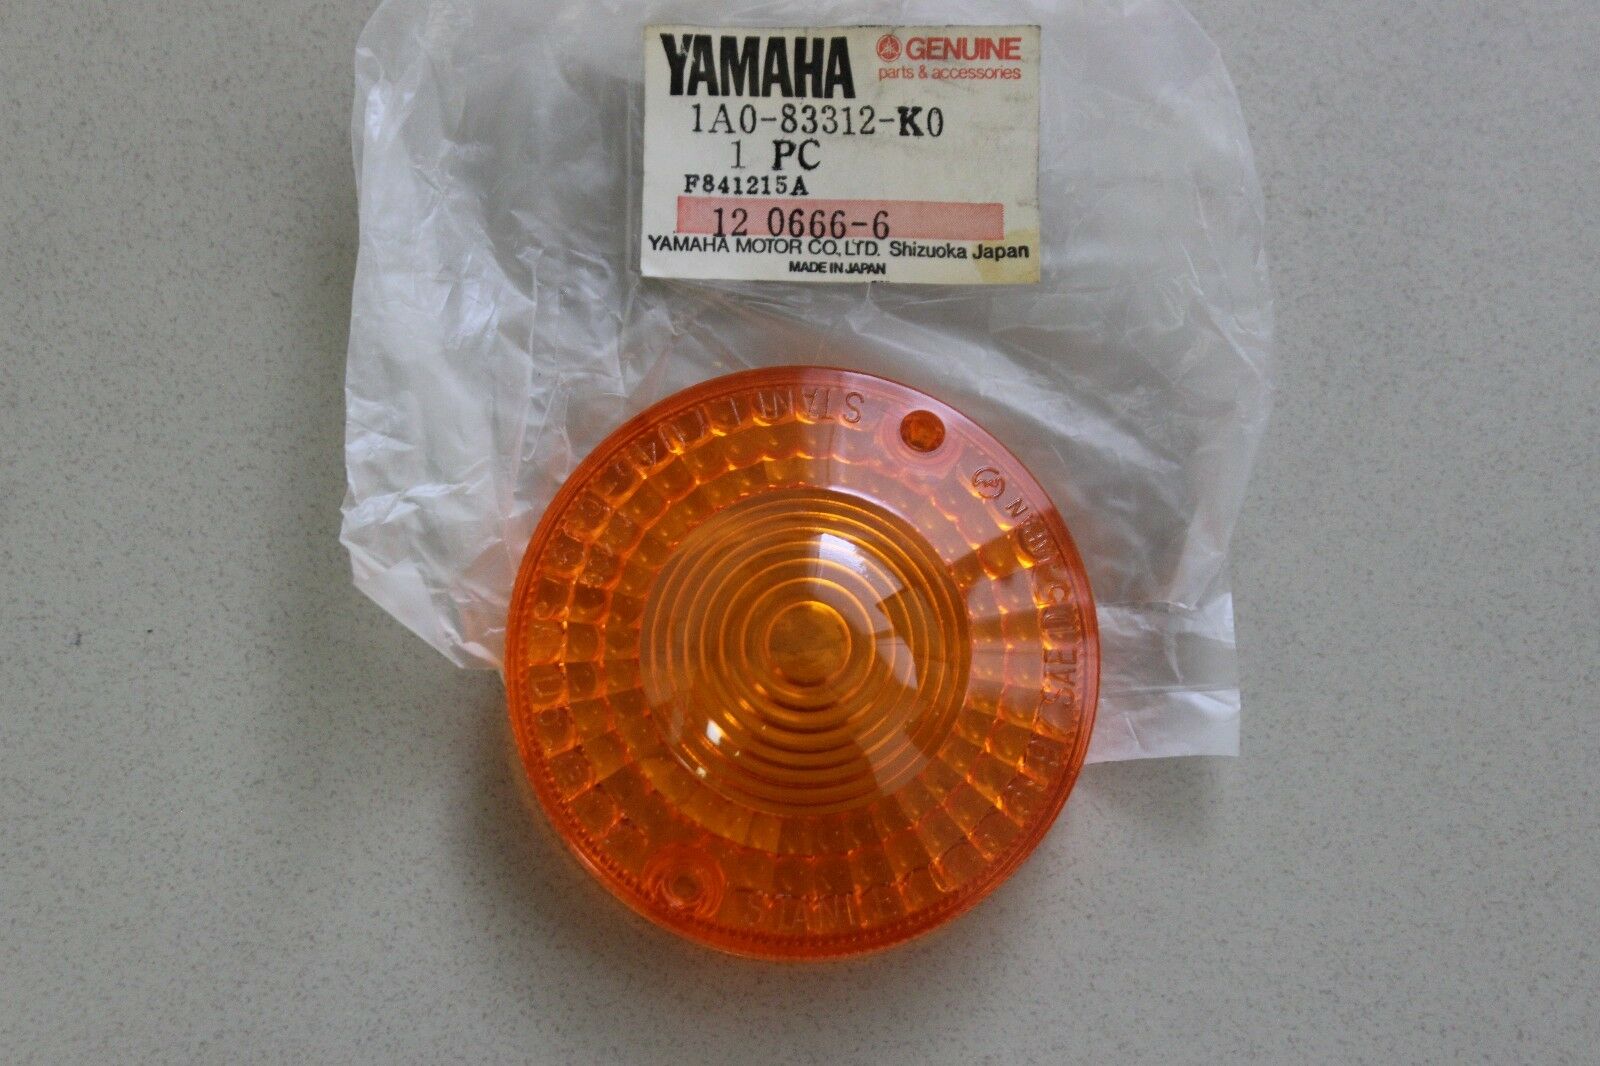 YAMAHA
GENUINE
parts & accessories
1A0-83312-K0
1 PC
F841215A
12 0666-6
YAMAHA MOTOR CO., LTD. Shizuoka Japan
MADE IN JAPAN
STANLEY
SAE
STANLEY